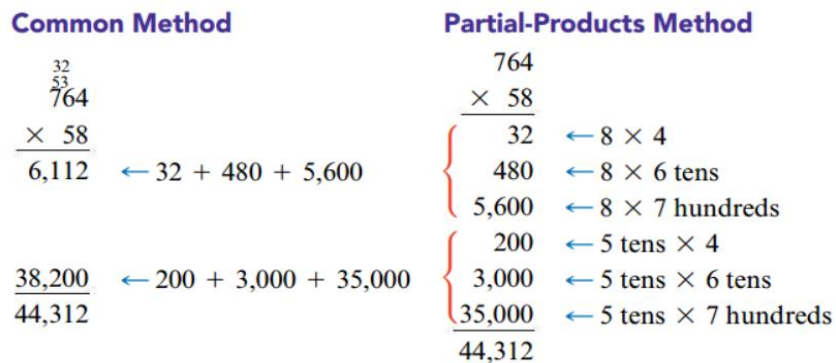 Common Method
32
53
764
× 58
6,112 ← 32 + 480 + 5,600
38,200 ← 200 + 3,000 + 35,000
44,312
Partial-Products Method
764
× 58
32 ← 8 × 4
480 ← 8 × 6 tens
5,600 ← 8 × 7 hundreds
200 ← 5 tens × 4
3,000 ← 5 tens × 6 tens
35,000 ← 5 tens × 7 hundreds
44,312